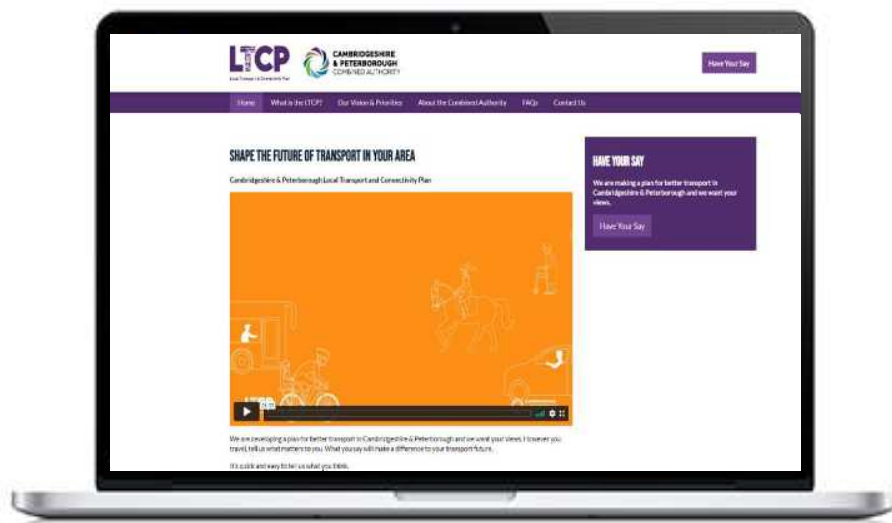 LTCP
Local Transport & Connectivity Plan
CAMBRIDGESHIRE
& PETERBOROUGH
COMBINED AUTHORITY
Have Your Say
Home What is the LTCP? Our Vision & Priorities About the Combined Authority FAQs Contact Us
SHAPE THE FUTURE OF TRANSPORT IN YOUR AREA
Cambridgeshire & Peterborough Local Transport and Connectivity Plan
LTCP
We are developing a plan for better transport in Cambridgeshire & Peterborough and we want your views. However you
travel, tell us what matters to you. What you say will make a difference to your transport future.
It's quick and easy to tell us what you think.
HAVE YOUR SAY
We are making a plan for better transport in
Cambridgeshire & Peterborough and we want your
views.
Have Your Say